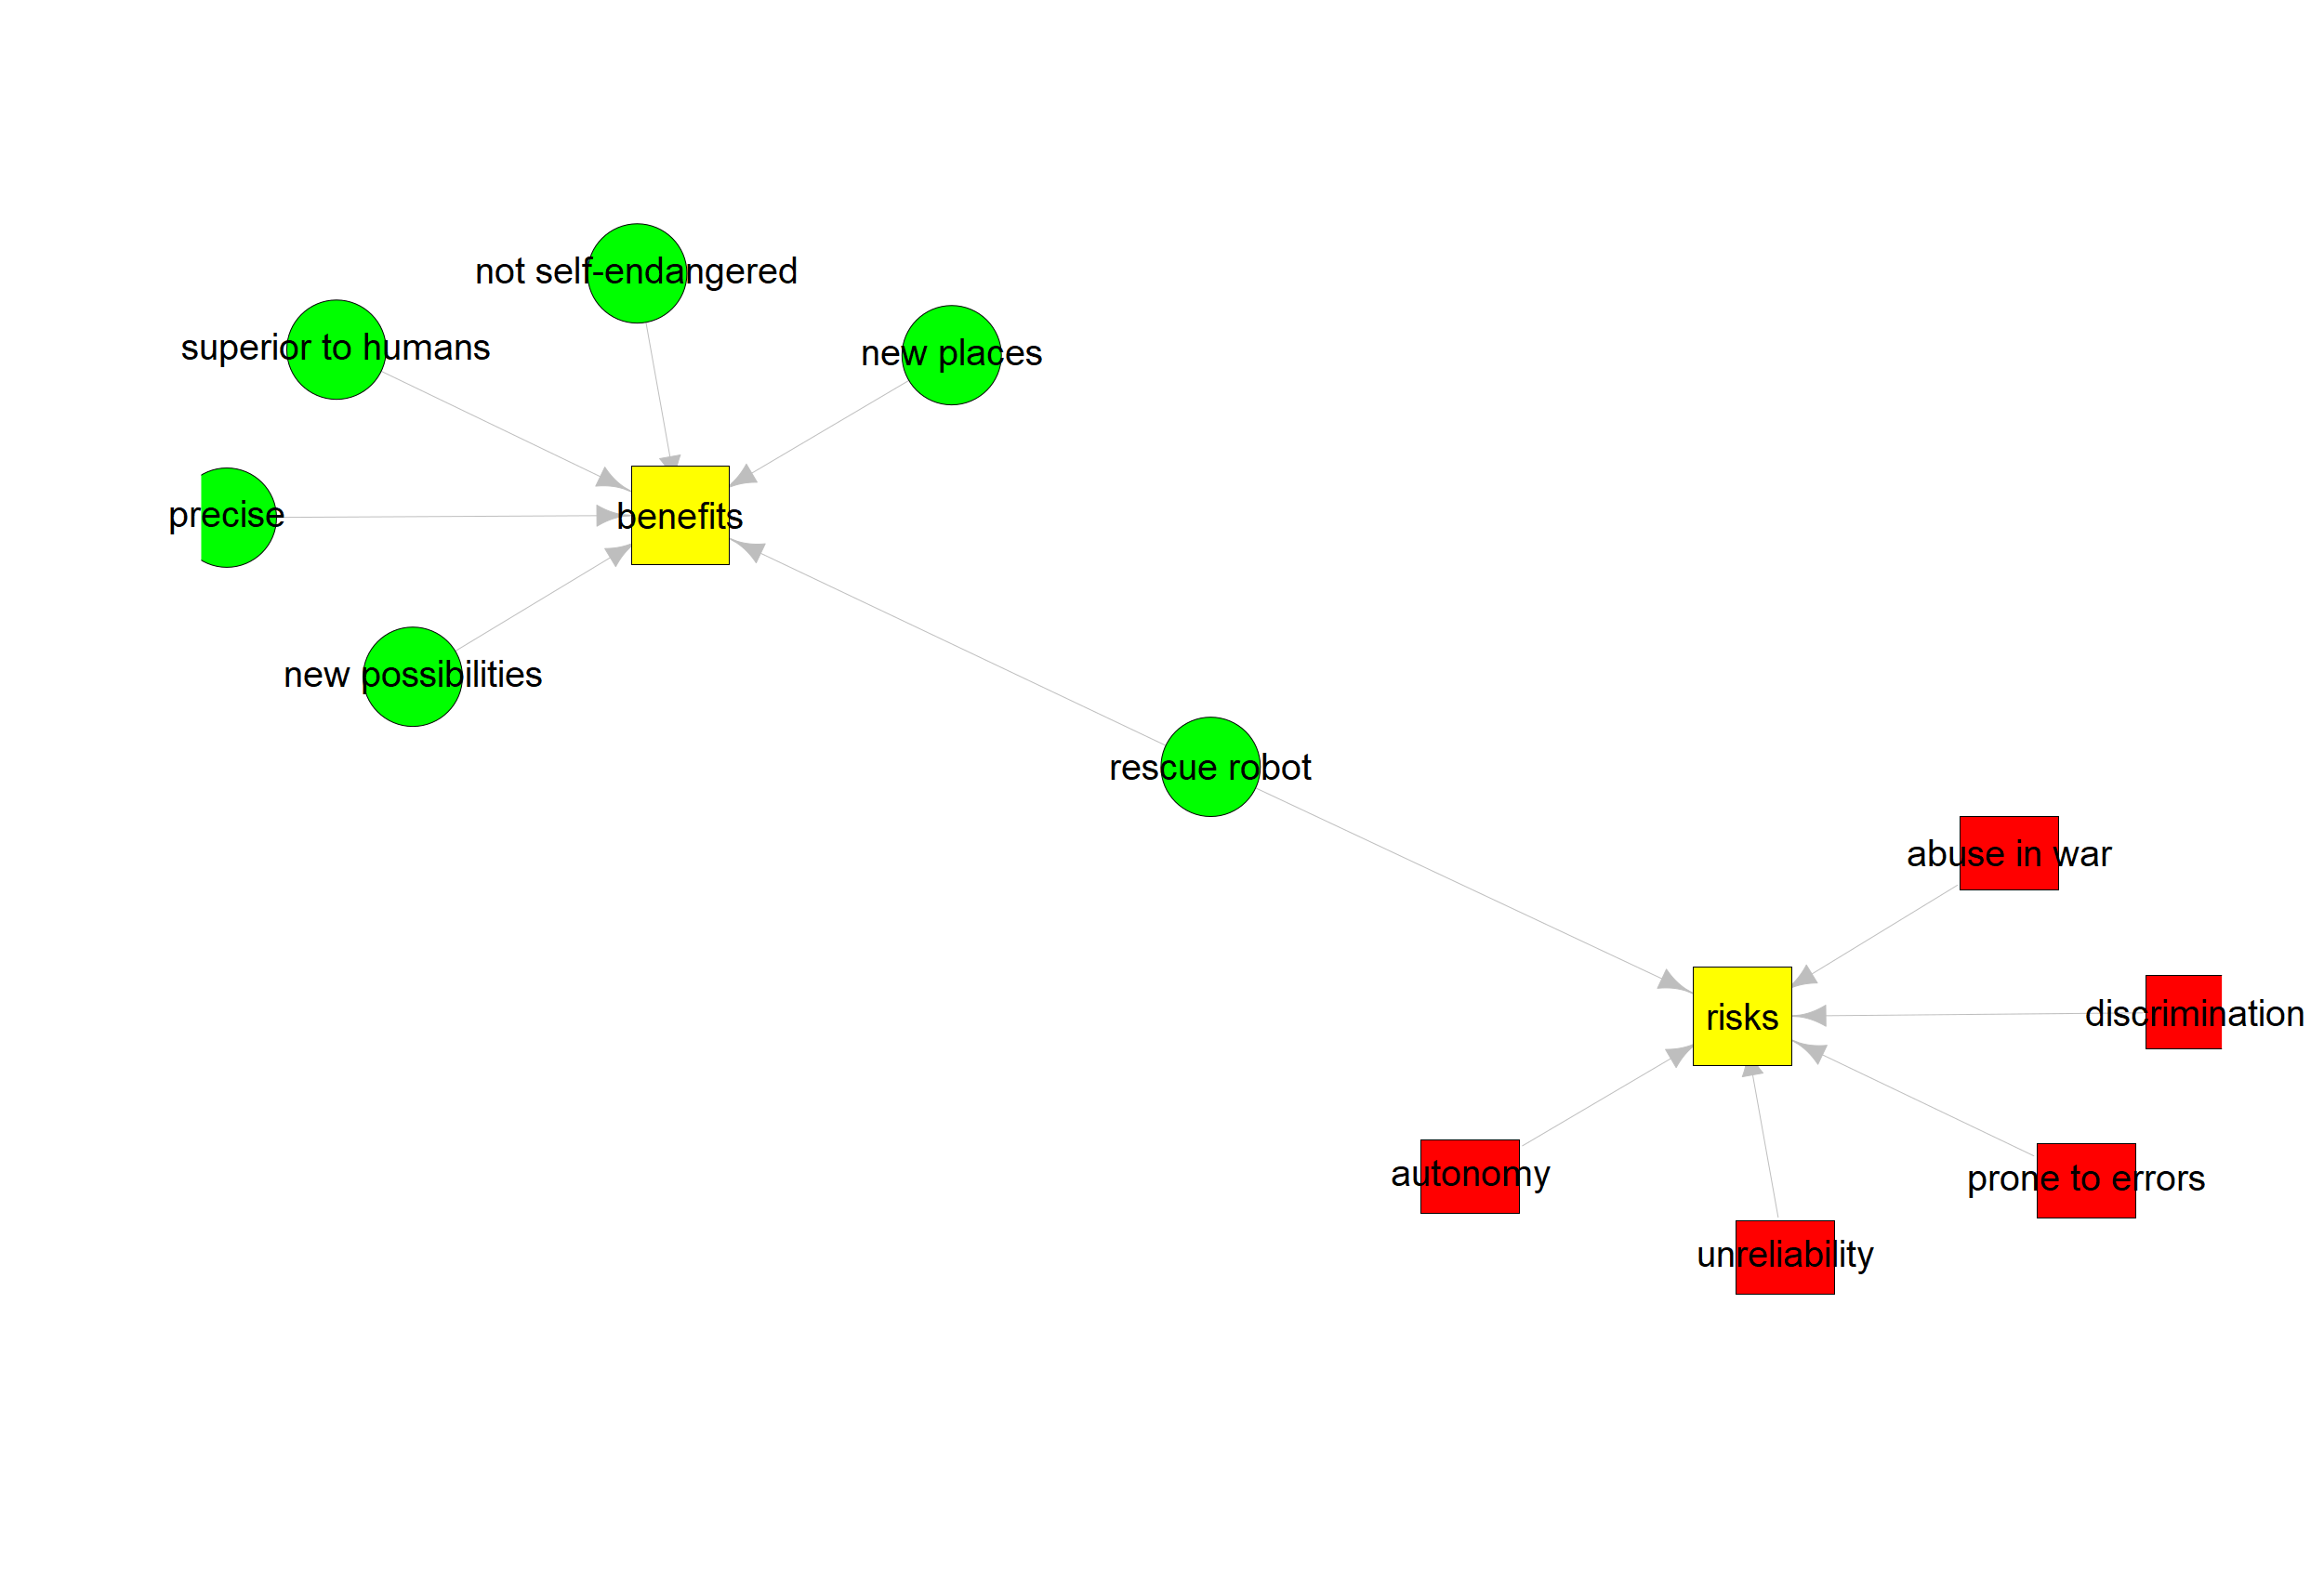 not self-endangered
superior to humans
new places
precise
benefits
new possibilities
rescue robot
abuse in war
discrimination
risks
autonomy
prone to errors
unreliability